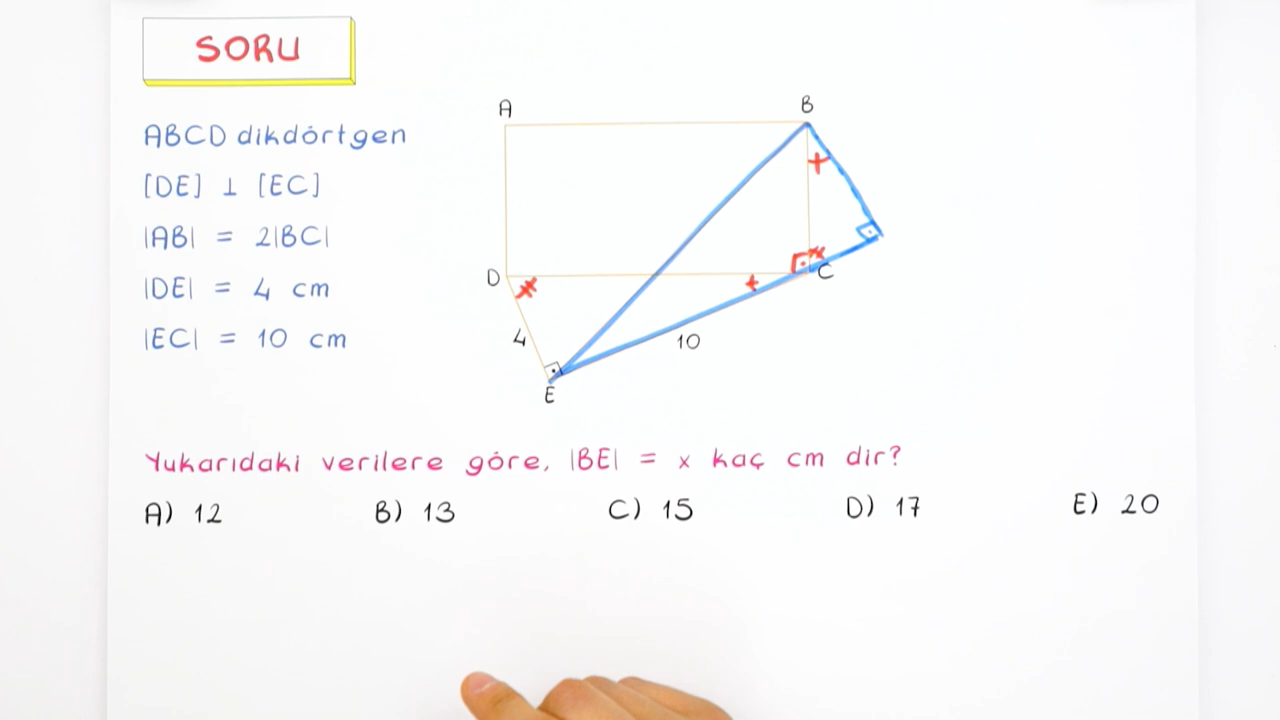 SORU
ABCD dikdörtgen
[DE] ⊥ [EC]
|AB| = 2|BC|
|DE| = 4 cm
|EC| = 10 cm
A
B
D
C
4
10
E
Yukarıdaki verilere göre, |BE| = x kaç cm dir?
A) 12 B) 13 C) 15 D) 17 E) 20